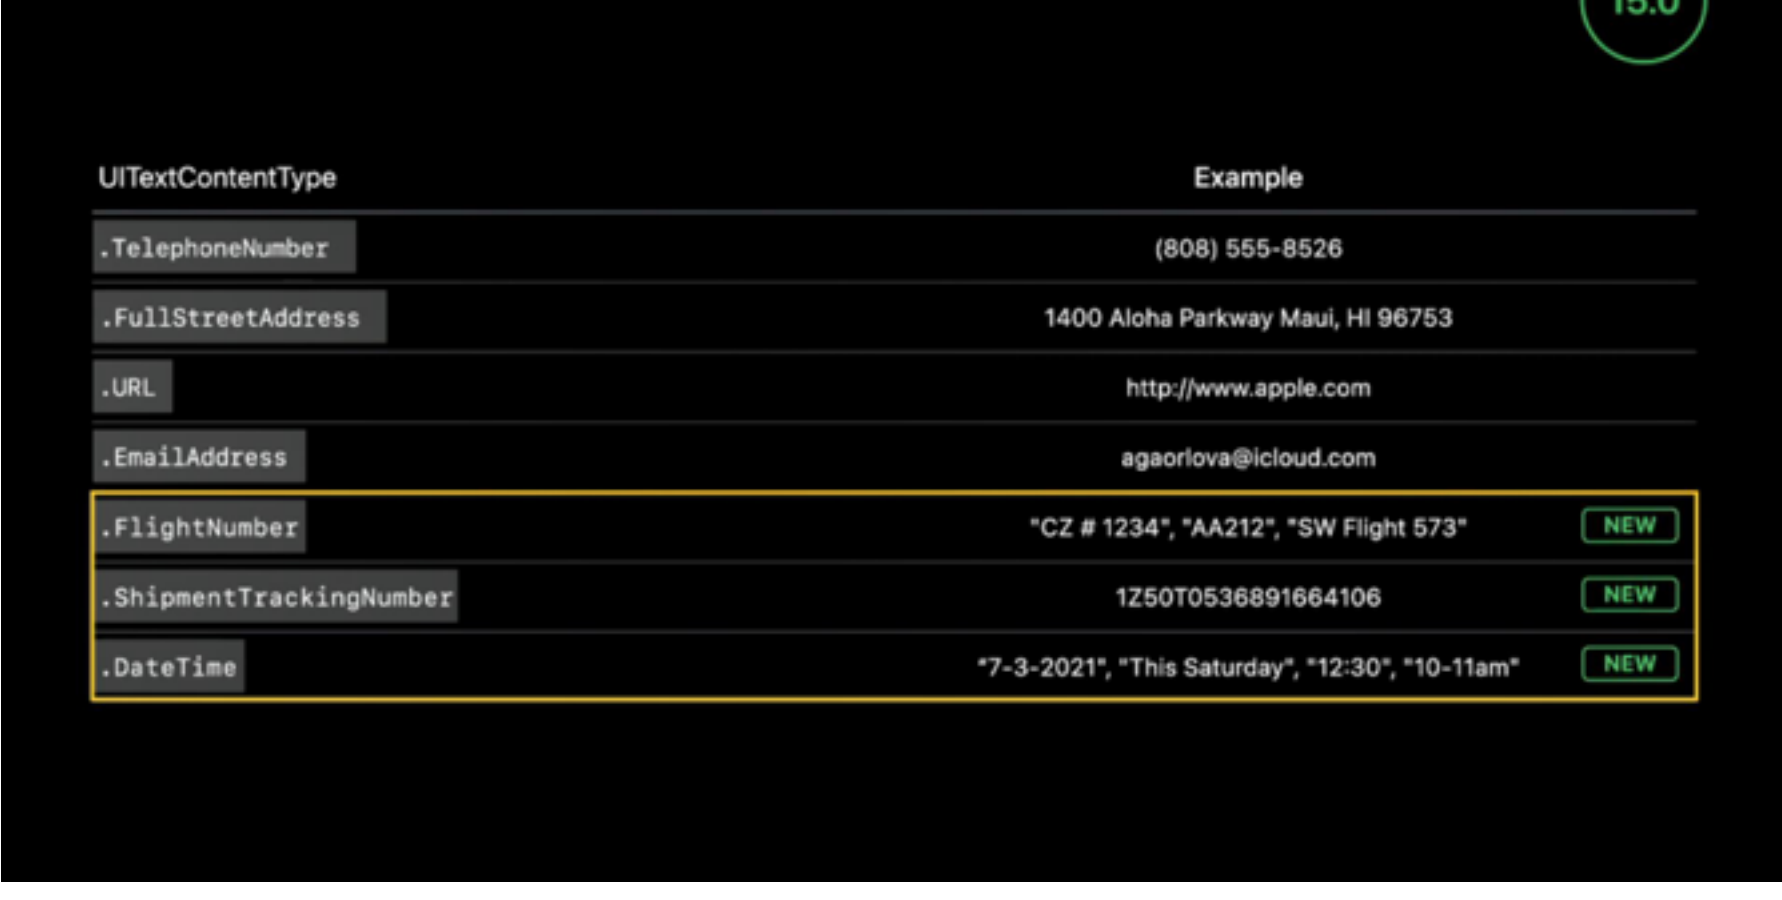 15.0
UITextContentType Example
.TelephoneNumber (808) 555-8526
.FullStreetAddress 1400 Aloha Parkway Maui, HI 96753
.URL http://www.apple.com
.EmailAddress agaorlova@icloud.com
.FlightNumber "CZ # 1234", "AA212", "SW Flight 573" NEW
.ShipmentTrackingNumber 1Z50T0536891664106 NEW
.DateTime "7-3-2021", "This Saturday", "12:30", "10-11am" NEW